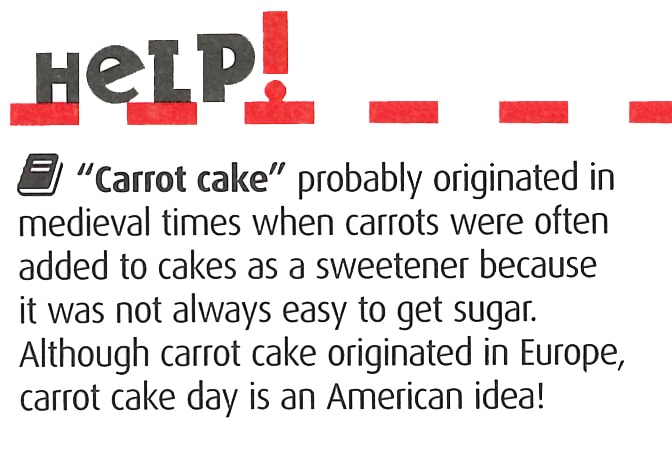 HeLP!
“Carrot cake” probably originated in
medieval times when carrots were often
added to cakes as a sweetener because
it was not always easy to get sugar.
Although carrot cake originated in Europe,
carrot cake day is an American idea!